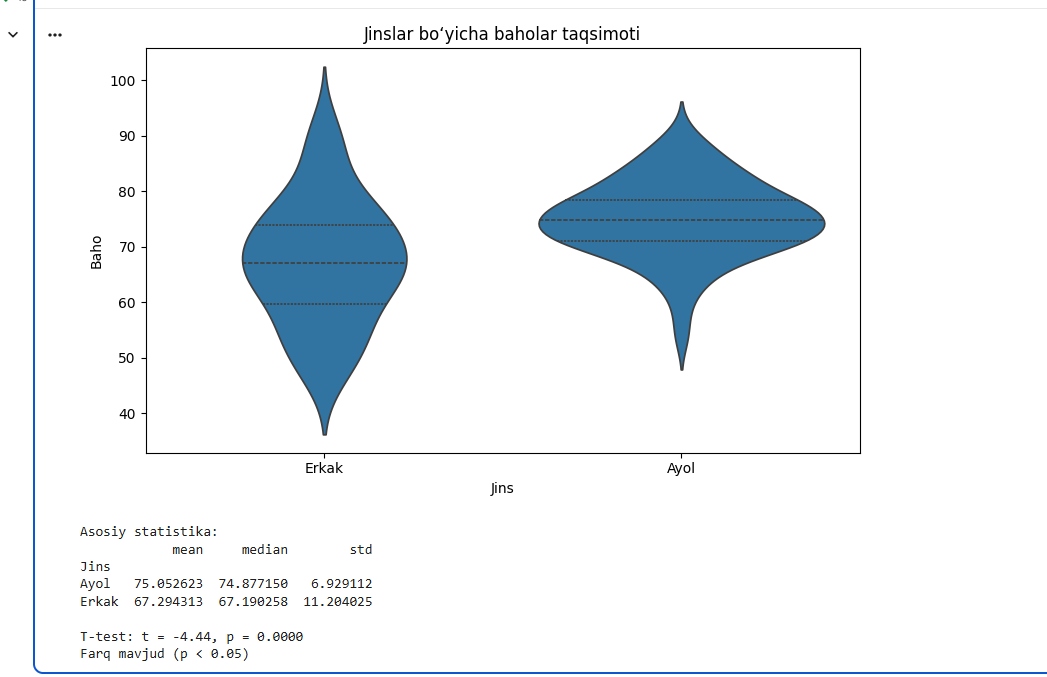 Jinslar bo‘yicha baholar taqsimoti
100
90
80
70
60
50
40
Baho
Erkak Ayol
Jins
Asosiy statistika:
mean median std
Jins
Ayol 75.052623 74.877150 6.929112
Erkak 67.294313 67.190258 11.204025
T-test: t = -4.44, p = 0.0000
Farq mavjud (p < 0.05)